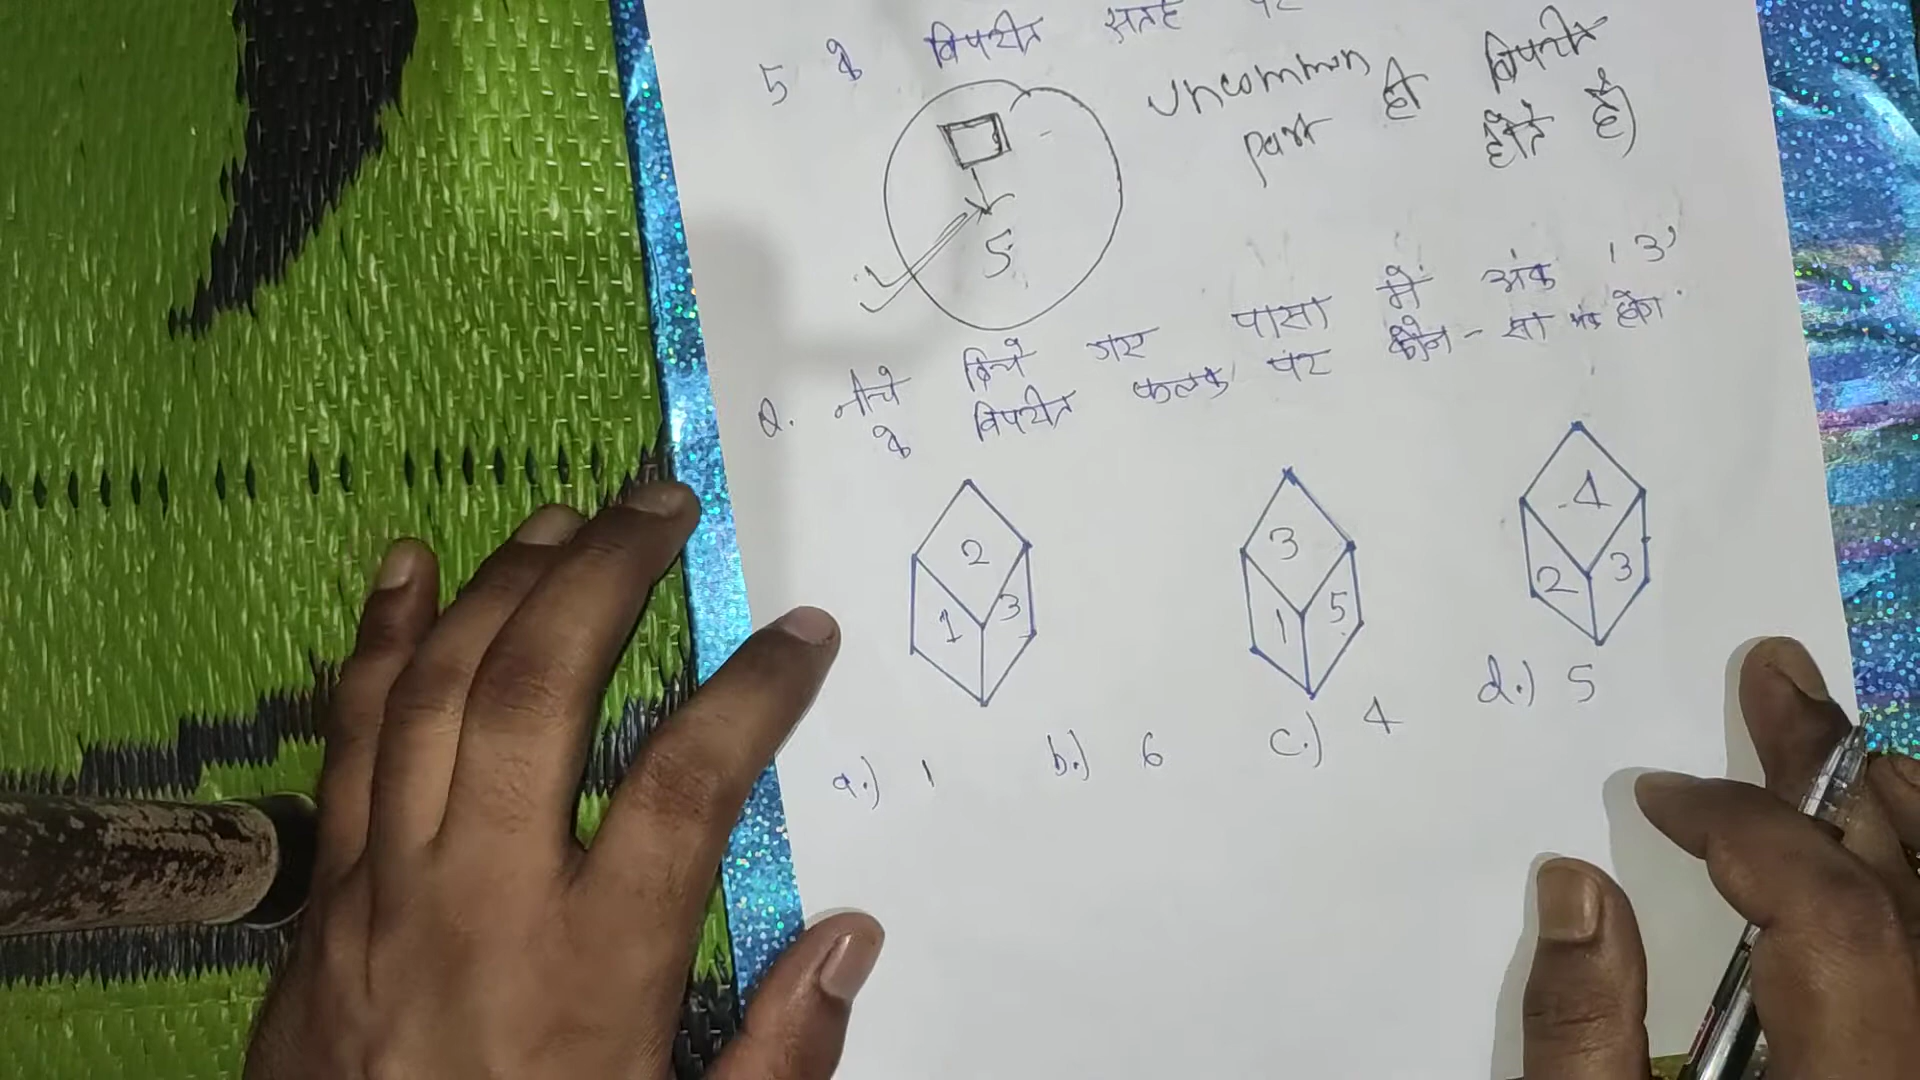 5 के विपरीत सतह पर
uncommon
part ही विपरीत
होते है)
5
Q. नीचे दिये गए पासा में अंक '3'
के विपरीत फलक पर कौन-सा होगा.
2
1 3
3
1 5
4
2 3
a.) 1 b.) 6 c.) 4 d.) 5